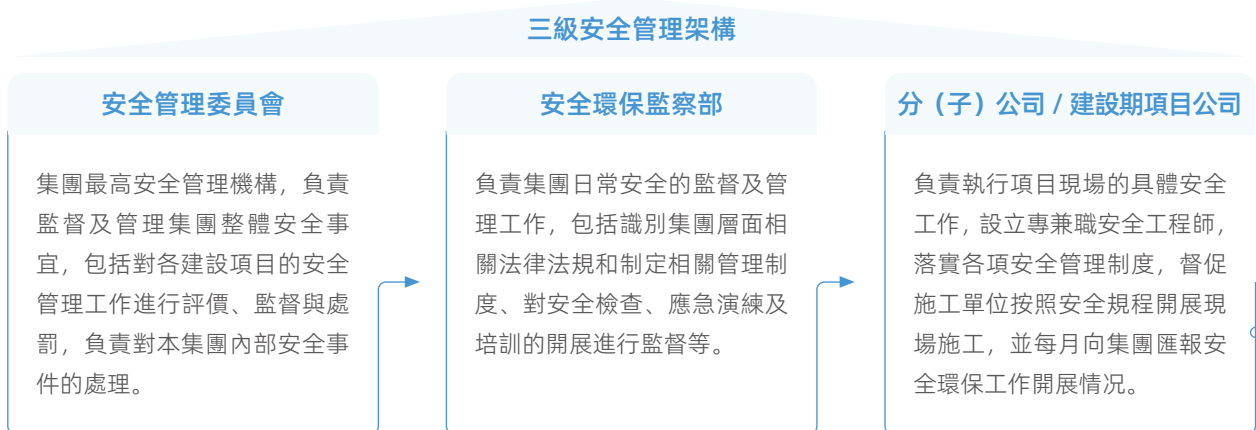 三級安全管理架構
安全管理委員會
集團最高安全管理機構，負責
監督及管理集團整體安全事
宜，包括對各建設項目的安全
管理工作進行評價、監督與處
罰，負責對本集團內部安全事
件的處理。
安全環保監察部
負責集團日常安全的監督及管
理工作，包括識別集團層面相
關法律法規和制定相關管理制
度、對安全檢查、應急演練及
培訓的開展進行監督等。
分（子）公司 / 建設期項目公司
負責執行項目現場的具體安全
工作，設立專兼職安全工程師，
落實各項安全管理制度，督促
施工單位按照安全規程開展現
場施工，並每月向集團匯報安
全環保工作開展情況。